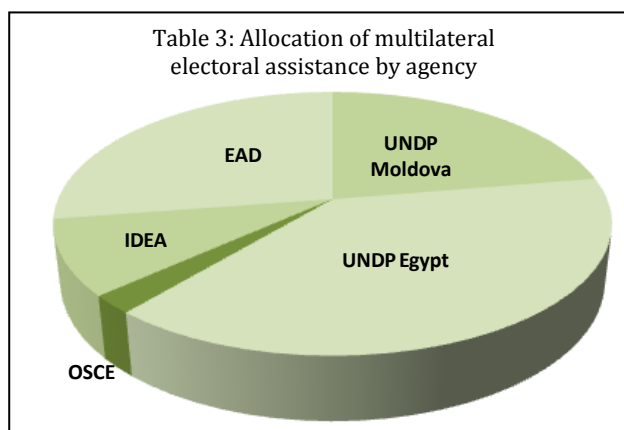 Table 3: Allocation of multilateral
electoral assistance by agency
EAD
UNDP
Moldova
IDEA
UNDP Egypt
OSCE